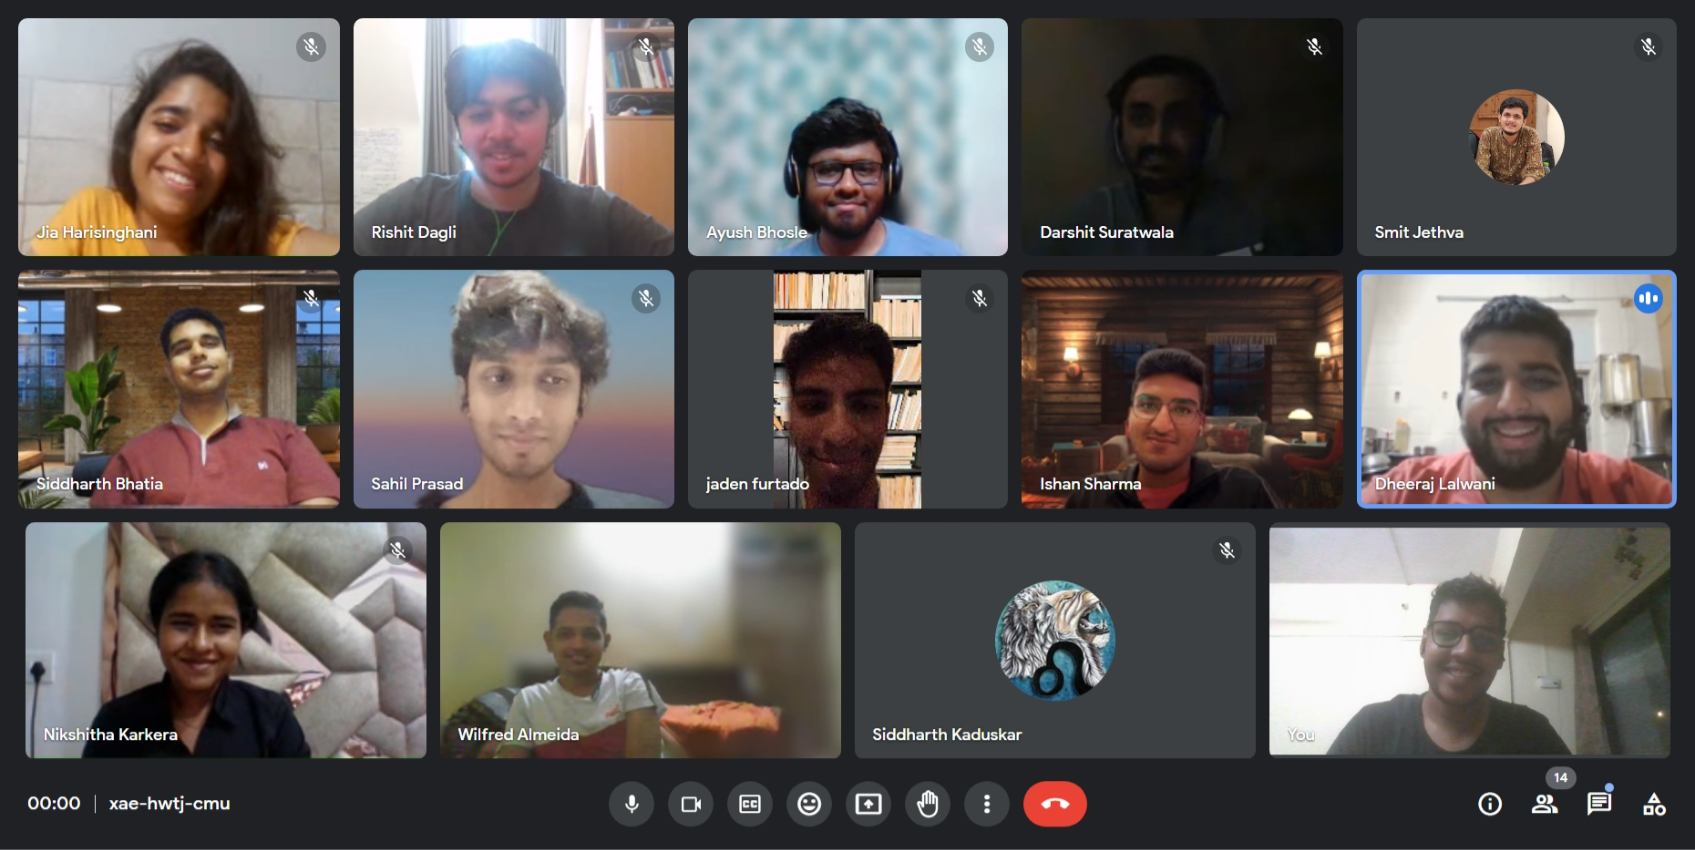 Jia Harisinghani
Rishit Dagli
Ayush Bhosle
Darshit Suratwala
Smit Jethva
Siddharth Bhatia
Sahil Prasad
jaden furtado
Ishan Sharma
Dheeraj Lalwani
Nikshitha Karkera
Wilfred Almeida
Siddharth Kaduskar
You
00:00 | xae-hwtj-cmu
CC
14